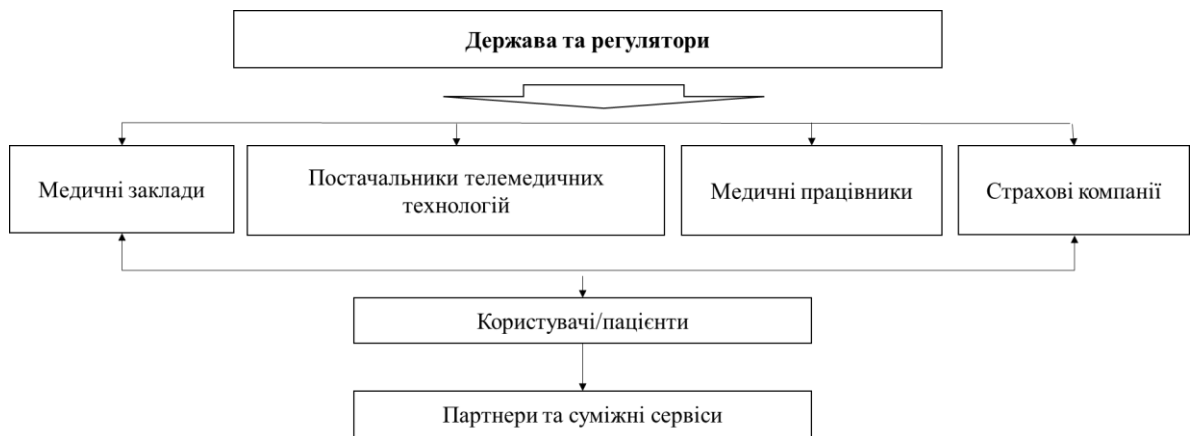 Держава та регулятори
Медичні заклади
Постачальники телемедичних
технологій
Медичні працівники
Страхові компанії
Користувачі/пацієнти
Партнери та суміжні сервіси